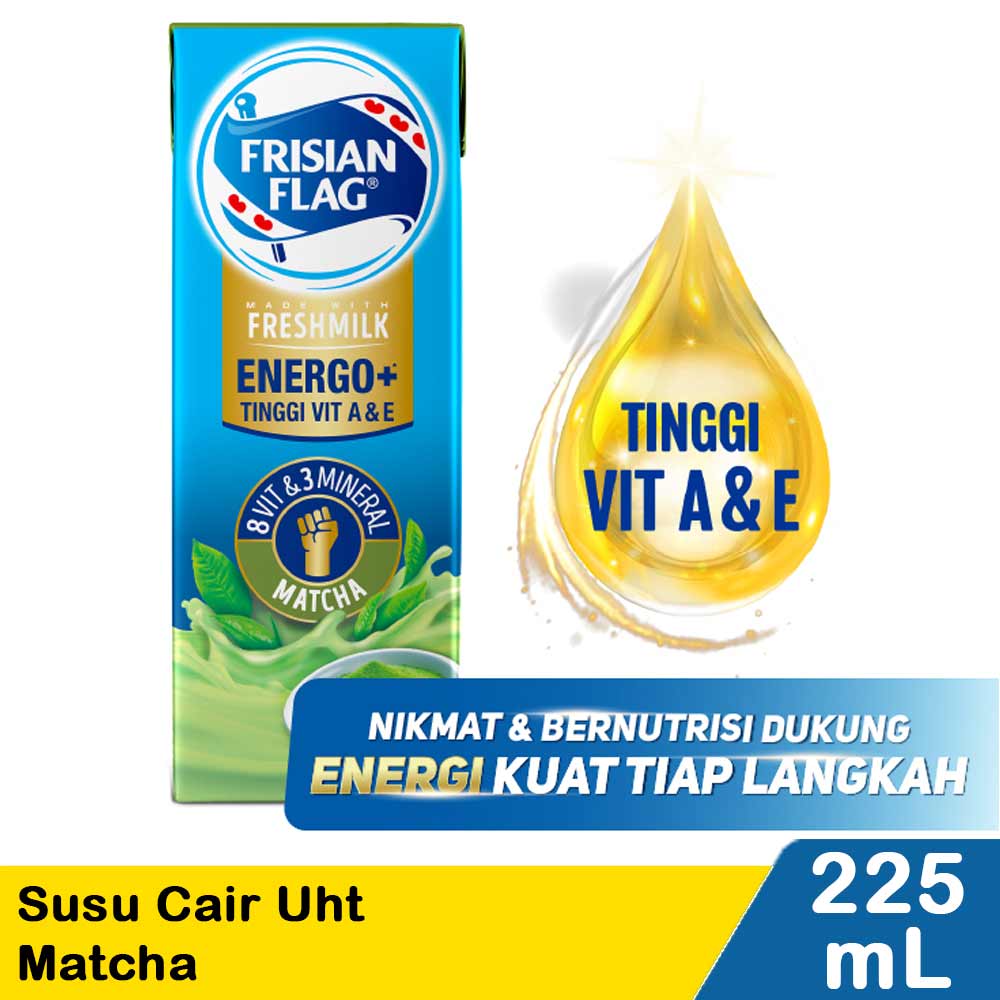 FRISIAN
FLAG®
MADE WITH
FRESHMILK
ENERGO+
TINGGI VIT A & E
8 VIT & 3 MINERAL
MATCHA
TINGGI
VIT A & E
NIKMAT & BERNUTRISI DUKUNG
ENERGI KUAT TIAP LANGKAH
Susu Cair Uht
Matcha
225
mL